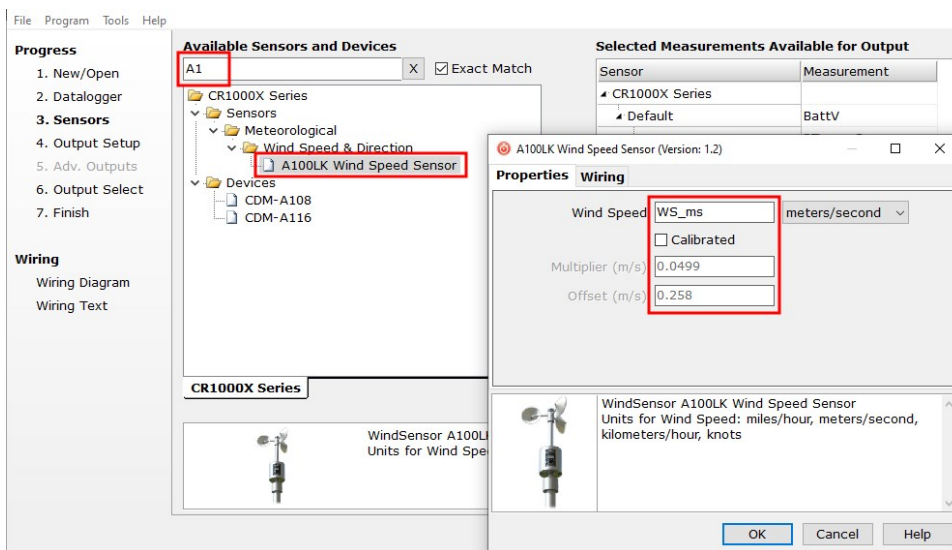 File Program Tools Help
Progress
1. New/Open
2. Datalogger
3. Sensors
4. Output Setup
5. Adv. Outputs
6. Output Select
7. Finish
Wiring
Wiring Diagram
Wiring Text
Available Sensors and Devices
A1 X Exact Match
CR1000X Series
Sensors
Meteorological
Wind Speed & Direction
A100LK Wind Speed Sensor
Devices
CDM-A108
CDM-A116
CR1000X Series
WindSensor A100L
Units for Wind Spe
Selected Measurements Available for Output
Sensor Measurement
CR1000X Series
Default BattV
A100LK Wind Speed Sensor (Version: 1.2)
Properties Wiring
Wind Speed WS_ms meters/second
Calibrated
Multiplier (m/s) 0.0499
Offset (m/s) 0.258
WindSensor A100LK Wind Speed Sensor
Units for Wind Speed: miles/hour, meters/second,
kilometers/hour, knots
OK Cancel Help